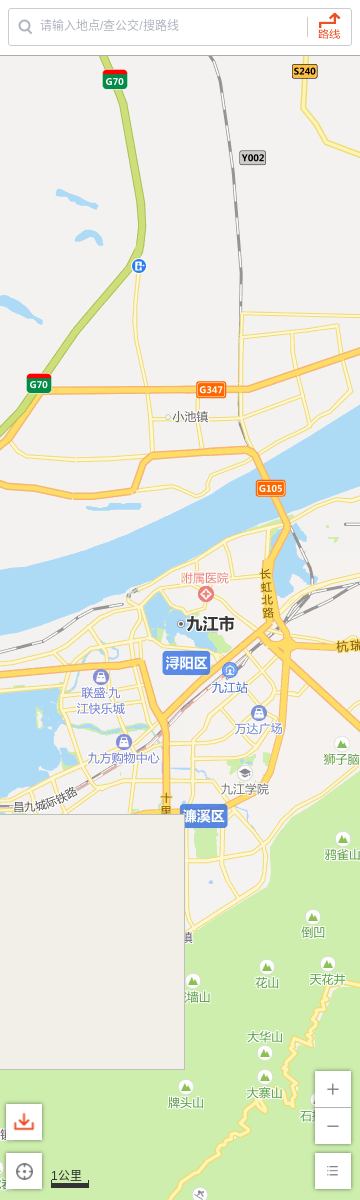 请输入地点/查公交/搜路线
路线
S240
G70
Y002
G70
G347
小池镇
G105
长虹北路
附属医院
九江市
杭瑞
浔阳区
九江站
联盛·九
江快乐城
万达广场
九方购物中心
狮子脑
九江学院
昌九城际铁路
十里
濂溪区
鸦雀山
倒凹
镇
天花井
花山
墙山
大华山
大寨山
牌头山
石
1公里